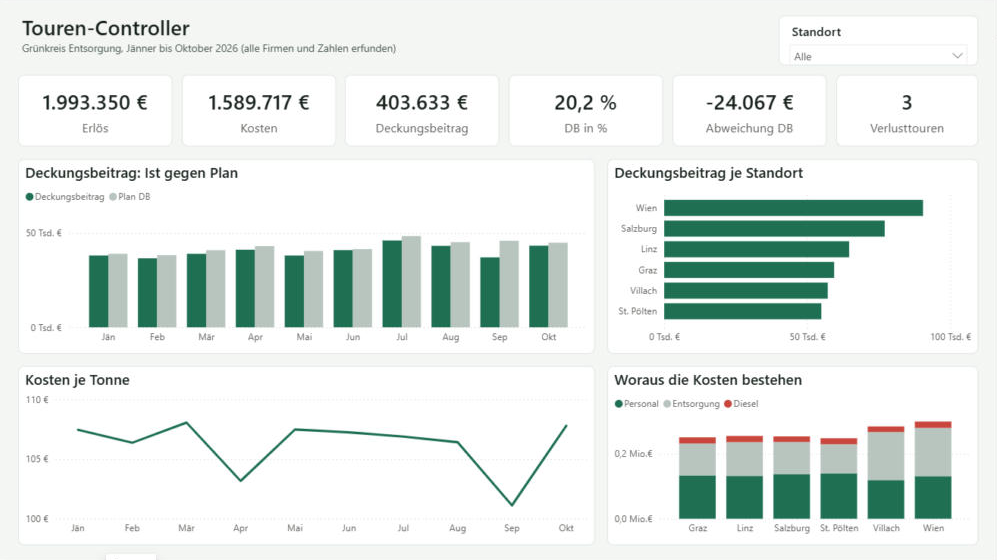 Touren-Controller
Grünkreis Entsorgung, Jänner bis Oktober 2026 (alle Firmen und Zahlen erfunden)
Standort
Alle
1.993.350 €
Erlös
1.589.717 €
Kosten
403.633 €
Deckungsbeitrag
20,2 %
DB in %
-24.067 €
Abweichung DB
3
Verlusttouren
Deckungsbeitrag: Ist gegen Plan
Deckungsbeitrag Plan DB
50 Tsd. €
0 Tsd. €
Jän Feb Mär Apr Mai Jun Jul Aug Sep Okt
Deckungsbeitrag je Standort
Wien
Salzburg
Linz
Graz
Villach
St. Pölten
0 Tsd. € 50 Tsd. € 100 Tsd. €
Kosten je Tonne
110 €
105 €
100 €
Jän Feb Mär Apr Mai Jun Jul Aug Sep Okt
Woraus die Kosten bestehen
Personal Entsorgung Diesel
0,2 Mio.€
0,0 Mio.€
Graz Linz Salzburg St. Pölten Villach Wien